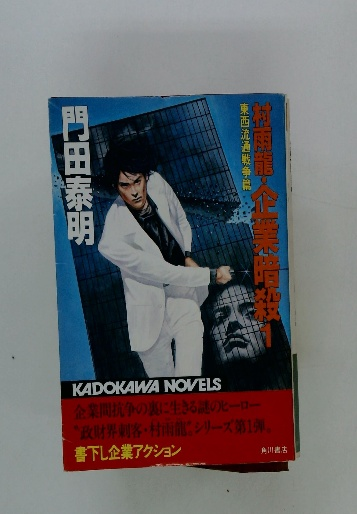 村雨龍・企業暗殺1
東西流通戦争篇
門田泰明
KADOKAWA NOVELS
企業間抗争の裏に生きる謎のヒーロー
“政財界刺客・村雨龍”シリーズ第1弾。
書下し企業アクション
角川書店